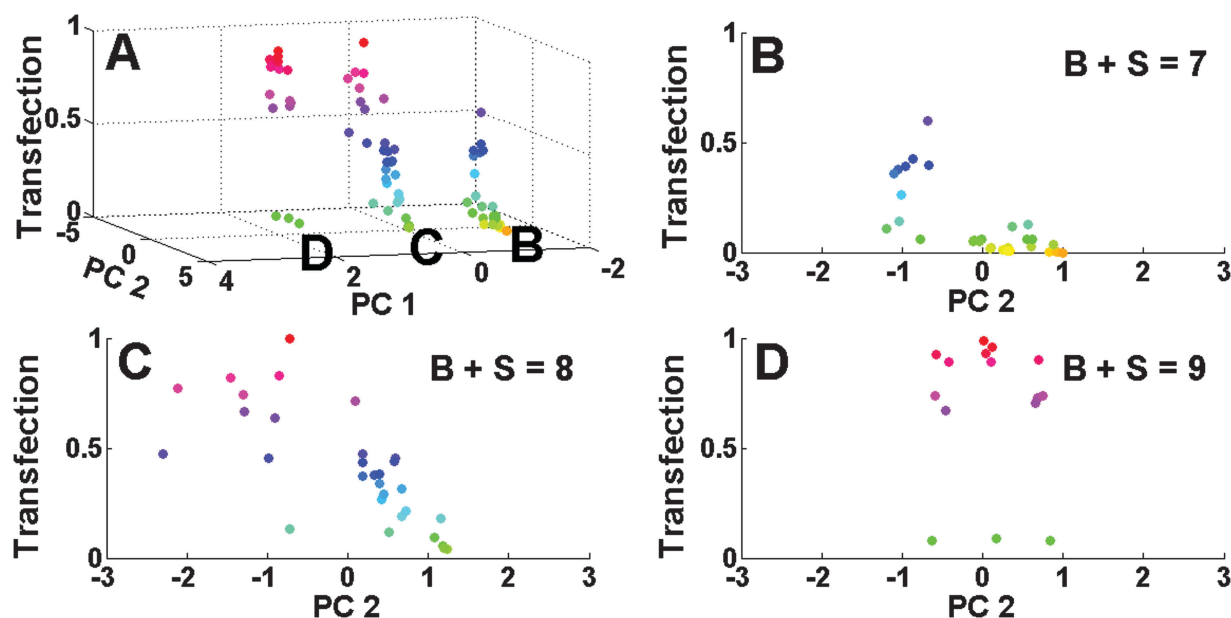 A
Transfection
1
0.5
0
-5
0
5
PC 2
4
2
0
-2
PC 1
D
C
B
B
B + S = 7
Transfection
1
0.5
0
-3 -2 -1 0 1 2 3
PC 2
C
B + S = 8
Transfection
1
0.5
0
-3 -2 -1 0 1 2 3
PC 2
D
B + S = 9
Transfection
1
0.5
0
-3 -2 -1 0 1 2 3
PC 2